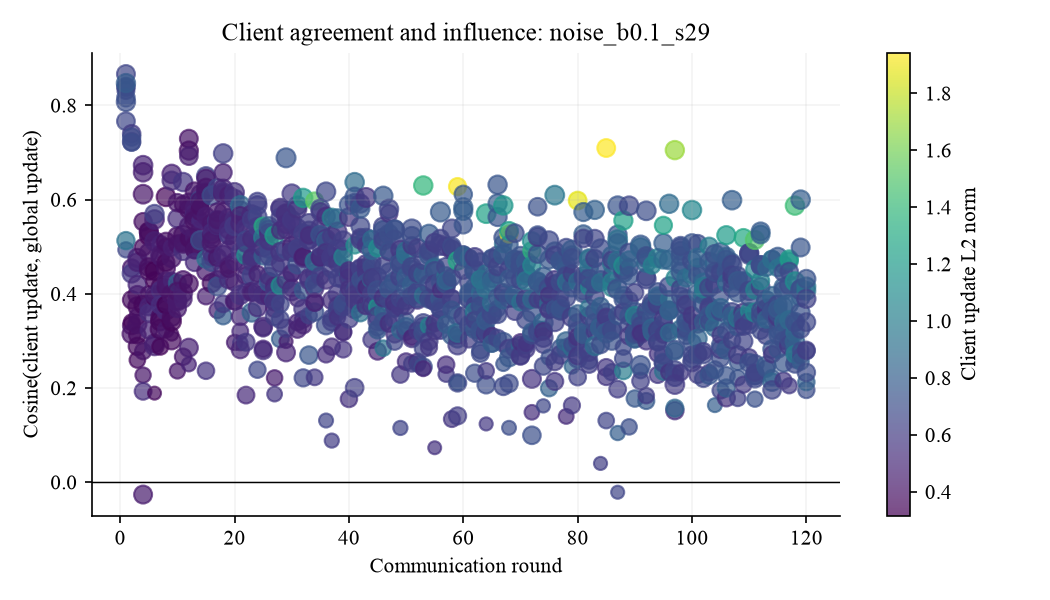 Client agreement and influence: noise_b0.1_s29
Cosine(client update, global update)
0.8
0.6
0.4
0.2
0.0
0 20 40 60 80 100 120
Communication round
1.8
1.6
1.4
1.2
1.0
0.8
0.6
0.4
Client update L2 norm